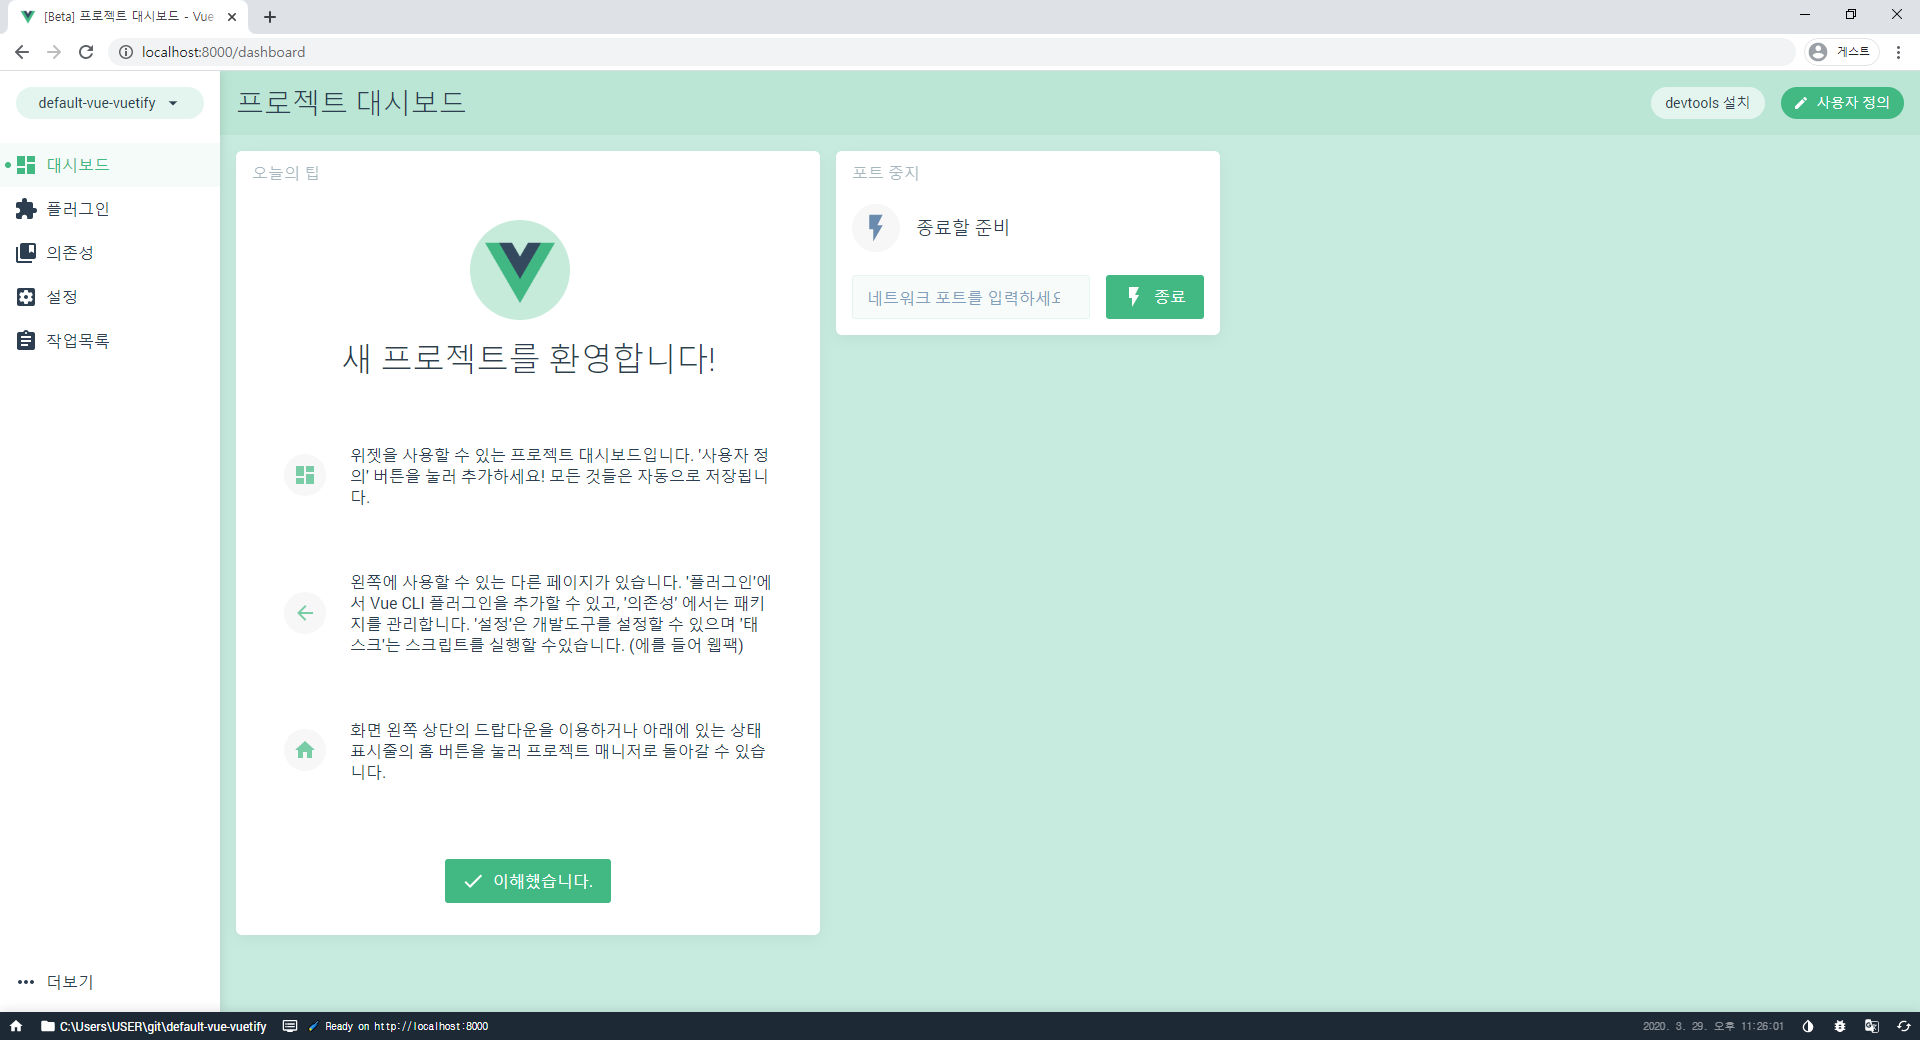 [Beta] 프로젝트 대시보드 - Vue
localhost:8000/dashboard
게스트
default-vue-vuetify
프로젝트 대시보드
devtools 설치
사용자 정의
대시보드
플러그인
의존성
설정
작업목록
더보기
오늘의 팁
새 프로젝트를 환영합니다!
위젯을 사용할 수 있는 프로젝트 대시보드입니다. '사용자 정
의' 버튼을 눌러 추가하세요! 모든 것들은 자동으로 저장됩니
다.
왼쪽에 사용할 수 있는 다른 페이지가 있습니다. '플러그인'에
서 Vue CLI 플러그인을 추가할 수 있고, '의존성' 에서는 패키
지를 관리합니다. '설정'은 개발도구를 설정할 수 있으며 '태
스크'는 스크립트를 실행할 수있습니다. (에를 들어 웹팩)
화면 왼쪽 상단의 드랍다운을 이용하거나 아래에 있는 상태
표시줄의 홈 버튼을 눌러 프로젝트 매니저로 돌아갈 수 있습
니다.
이해했습니다.
포트 중지
종료할 준비
네트워크 포트를 입력하세요
종료
C:\Users\USER\git\default-vue-vuetify
Ready on http://localhost:8000
2020. 3. 29. 오후 11:26:01